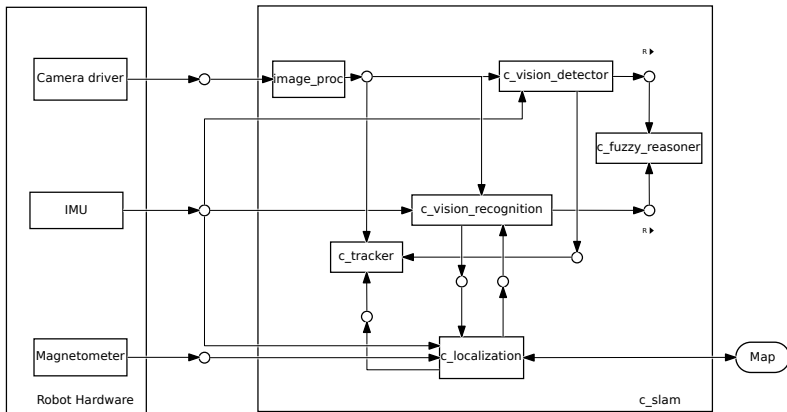 R
Camera driver
image_proc
c_vision_detector
c_fuzzy_reasoner
IMU
c_vision_recognition
R
c_tracker
Magnetometer
c_localization
Map
Robot Hardware
c_slam